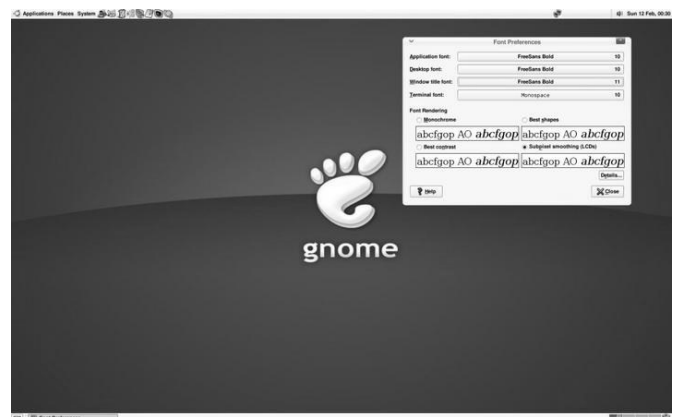 Applications Places System
Sun 12 Feb, 00:30
Font Preferences
Application font: FreeSans Bold 10
Desktop font: FreeSans Bold 10
Window title font: FreeSans Bold 11
Terminal font: Monospace 10
Font Rendering
Monochrome Best shapes
abcfgop AO abcfgop abcfgop AO abcfgop
Best contrast Subpixel smoothing (LCDs)
abcfgop AO abcfgop abcfgop AO abcfgop
Details...
Help Close
gnome